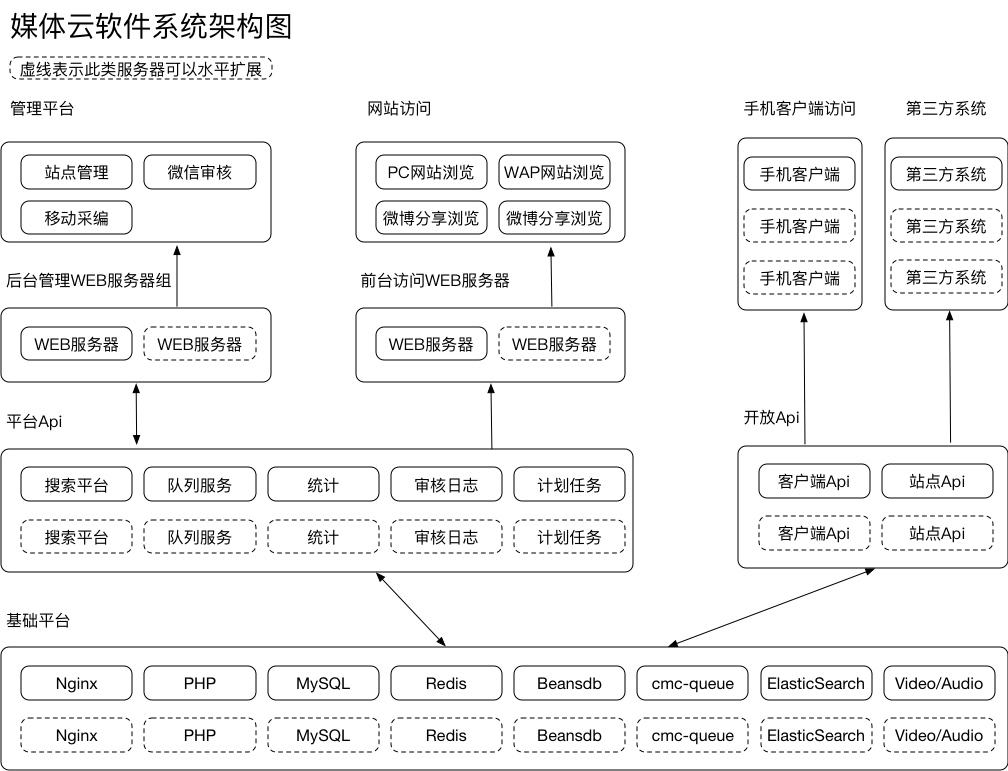 媒体云软件系统架构图
虚线表示此类服务器可以水平扩展
管理平台
网站访问
手机客户端访问
第三方系统
站点管理
微信审核
移动采编
PC网站浏览
WAP网站浏览
微博分享浏览
微博分享浏览
手机客户端
手机客户端
手机客户端
第三方系统
第三方系统
第三方系统
后台管理WEB服务器组
前台访问WEB服务器
WEB服务器
WEB服务器
WEB服务器
WEB服务器
平台Api
开放Api
搜索平台
队列服务
统计
审核日志
计划任务
搜索平台
队列服务
统计
审核日志
计划任务
客户端Api
站点Api
客户端Api
站点Api
基础平台
Nginx
PHP
MySQL
Redis
Beansdb
cmc-queue
ElasticSearch
Video/Audio
Nginx
PHP
MySQL
Redis
Beansdb
cmc-queue
ElasticSearch
Video/Audio